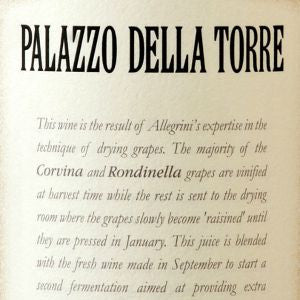 PALAZZO DELLA TORRE
This wine is the result of Allegrini's expertise in the
technique of drying grapes. The majority of the
Corvina and Rondinella grapes are vinified
at harvest time while the rest is sent to the drying
room where the grapes slowly become 'raisined' until
they are pressed in January. This juice is blended
with the fresh wine made in September to start a
second fermentation aimed at providing extra